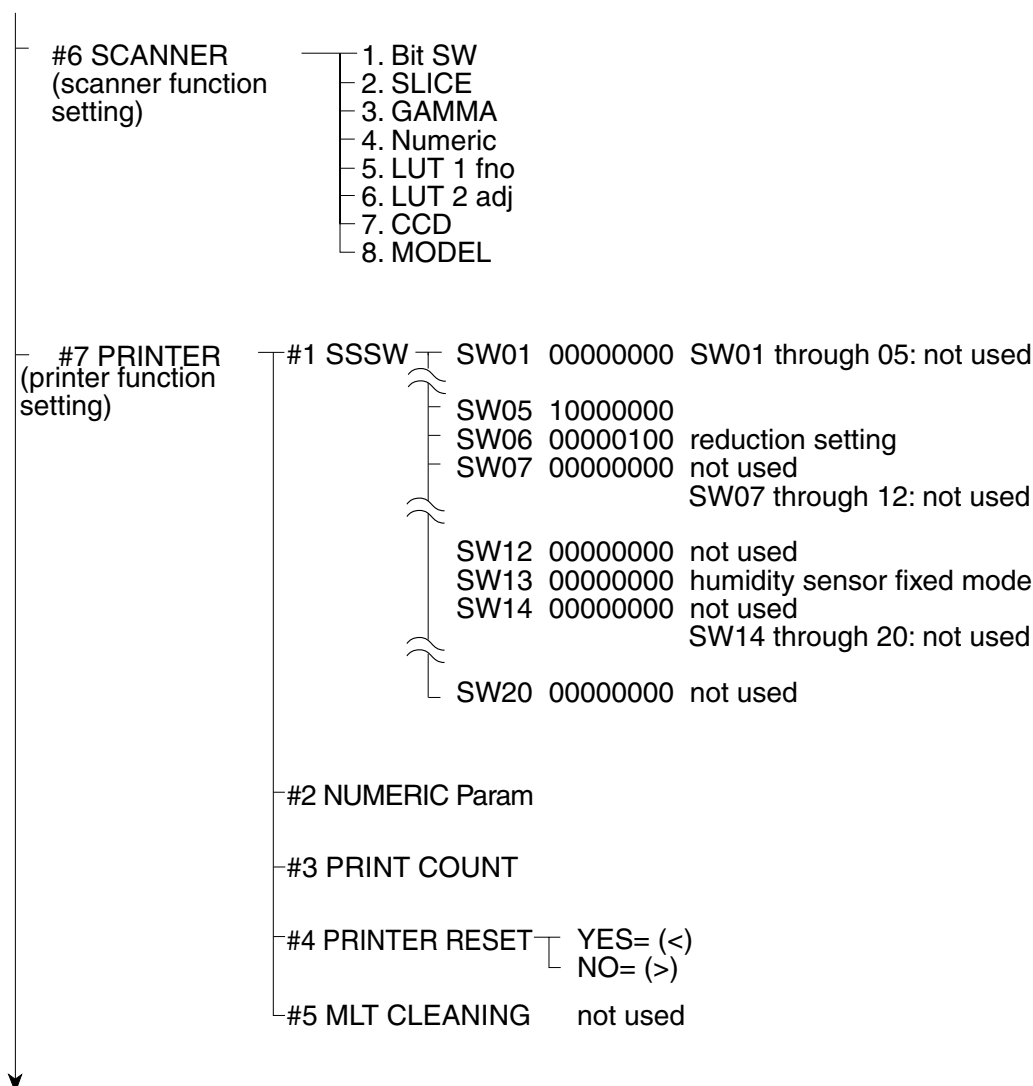 #6 SCANNER
(scanner function
setting)
1. Bit SW
2. SLICE
3. GAMMA
4. Numeric
5. LUT 1 fno
6. LUT 2 adj
7. CCD
8. MODEL
#7 PRINTER
(printer function
setting)
#1 SSSW
SW01 00000000 SW01 through 05: not used
SW05 10000000
SW06 00000100 reduction setting
SW07 00000000 not used
SW07 through 12: not used
SW12 00000000 not used
SW13 00000000 humidity sensor fixed mode
SW14 00000000 not used
SW14 through 20: not used
SW20 00000000 not used
#2 NUMERIC Param
#3 PRINT COUNT
#4 PRINTER RESET
YES= (<)
NO= (>)
#5 MLT CLEANING not used